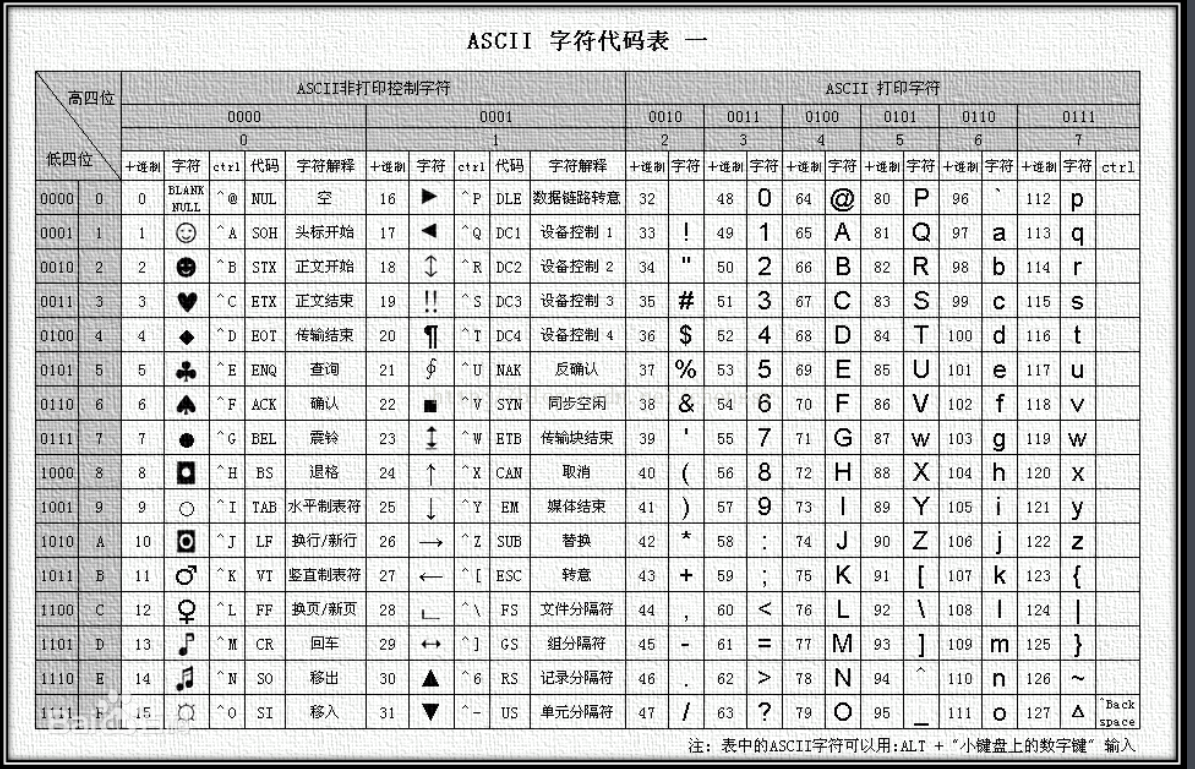 ASCII 字符代码表 一
高四位 ASCII非打印控制字符 ASCII 打印字符
0000 0001 0010 0011 0100 0101 0110 0111
0 1 2 3 4 5 6 7
低四位 十进制 字符 ctrl 代码 字符解释 十进制 字符 ctrl 代码 字符解释 十进制 字符 十进制 字符 十进制 字符 十进制 字符 十进制 字符 十进制 字符 ctrl
0000 0 0 BLANK NULL ^@ NUL 空 16 ► ^P DLE 数据链路转意 32 48 0 64 @ 80 P 96 ` 112 p
0001 1 1 ☺ ^A SOH 头标开始 17 ◄ ^Q DC1 设备控制 1 33 ! 49 1 65 A 81 Q 97 a 113 q
0010 2 2 ☻ ^B STX 正文开始 18 ↕ ^R DC2 设备控制 2 34 " 50 2 66 B 82 R 98 b 114 r
0011 3 3 ♥ ^C ETX 正文结束 19 ‼ ^S DC3 设备控制 3 35 # 51 3 67 C 83 S 99 c 115 s
0100 4 4 ♦ ^D EOT 传输结束 20 ¶ ^T DC4 设备控制 4 36 $ 52 4 68 D 84 T 100 d 116 t
0101 5 5 ♣ ^E ENQ 查询 21 ∮ ^U NAK 反确认 37 % 53 5 69 E 85 U 101 e 117 u
0110 6 6 ♠ ^F ACK 确认 22 ■ ^V SYN 同步空闲 38 & 54 6 70 F 86 V 102 f 118 v
0111 7 7 ● ^G BEL 震铃 23 ↨ ^W ETB 传输块结束 39 ' 55 7 71 G 87 w 103 g 119 w
1000 8 8 ◘ ^H BS 退格 24 ↑ ^X CAN 取消 40 ( 56 8 72 H 88 X 104 h 120 x
1001 9 9 ○ ^I TAB 水平制表符 25 ↓ ^Y EM 媒体结束 41 ) 57 9 73 I 89 Y 105 i 121 y
1010 A 10 ◙ ^J LF 换行/新行 26 → ^Z SUB 替换 42 * 58 : 74 J 90 Z 106 j 122 z
1011 B 11 ♂ ^K VT 竖直制表符 27 ← ^[ ESC 转意 43 + 59 ; 75 K 91 [ 107 k 123 {
1100 C 12 ♀ ^L FF 换页/新页 28 ∟ ^\ FS 文件分隔符 44 , 60 < 76 L 92 \ 108 l 124 |
1101 D 13 ♪ ^M CR 回车 29 ↔ ^] GS 组分隔符 45 - 61 = 77 M 93 ] 109 m 125 }
1110 E 14 ♫ ^N SO 移出 30 ▲ ^6 RS 记录分隔符 46 . 62 > 78 N 94 ^ 110 n 126 ~
1111 F 15 ☼ ^O SI 移入 31 ▼ ^- US 单元分隔符 47 / 63 ? 79 O 95 _ 111 o 127 Δ ^Back space
注: 表中的ASCII字符可以用:ALT + "小键盘上的数字键" 输入